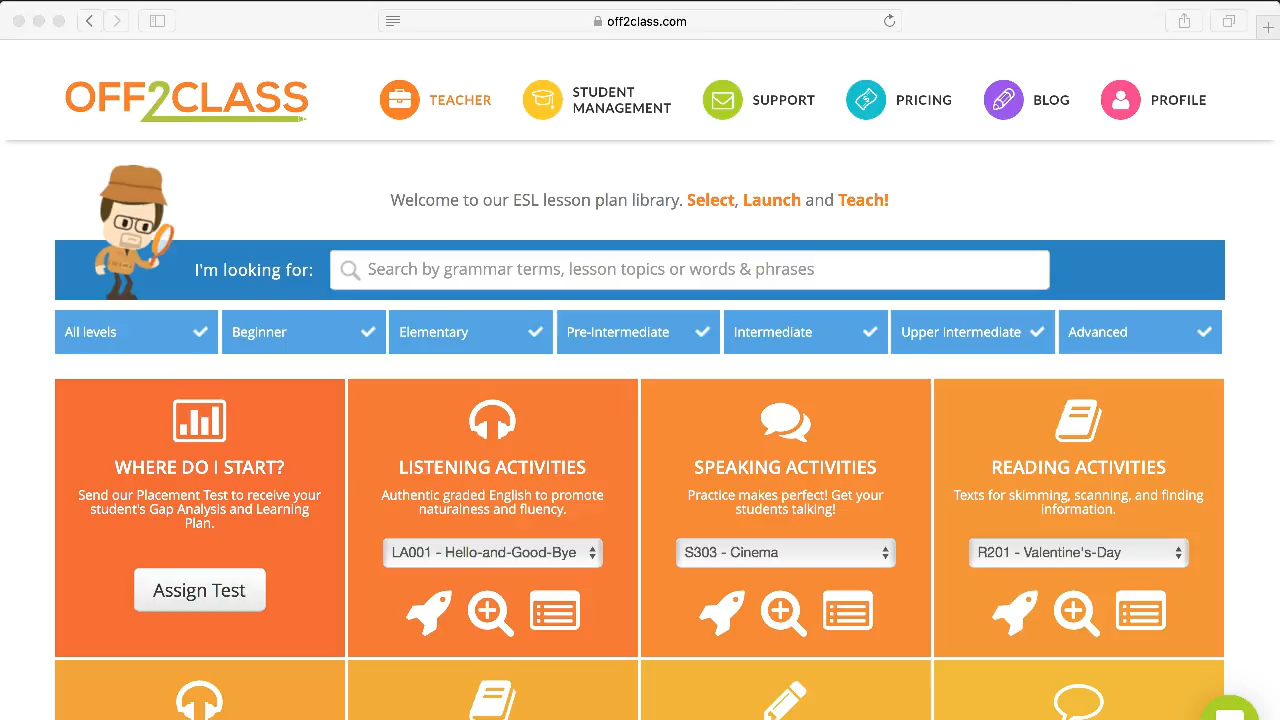 off2class.com
OFF2CLASS
TEACHER
STUDENT
MANAGEMENT
SUPPORT
PRICING
BLOG
PROFILE
Welcome to our ESL lesson plan library. Select, Launch and Teach!
I'm looking for:
Search by grammar terms, lesson topics or words & phrases
All levels
Beginner
Elementary
Pre-Intermediate
Intermediate
Upper Intermediate
Advanced
WHERE DO I START?
Send our Placement Test to receive your
student's Gap Analysis and Learning
Plan.
Assign Test
LISTENING ACTIVITIES
Authentic graded English to promote
naturalness and fluency.
LA001 - Hello-and-Good-Bye
SPEAKING ACTIVITIES
Practice makes perfect! Get your
students talking!
S303 - Cinema
READING ACTIVITIES
Texts for skimming, scanning, and finding
information.
R201 - Valentine's-Day